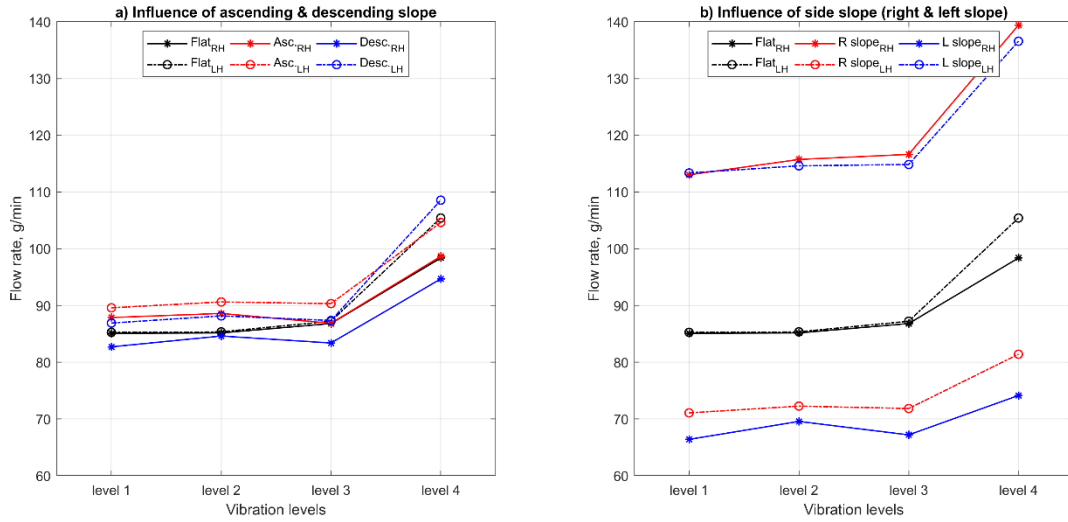 a) Influence of ascending & descending slope
Flat_RH Asc._RH Desc._RH
Flat_LH Asc._LH Desc._LH
140
130
120
110
100
90
80
70
60
Flow rate, g/min
level 1 level 2 level 3 level 4
Vibration levels
b) Influence of side slope (right & left slope)
Flat_RH R slope_RH L slope_RH
Flat_LH R slope_LH L slope_LH
140
130
120
110
100
90
80
70
60
Flow rate, g/min
level 1 level 2 level 3 level 4
Vibration levels